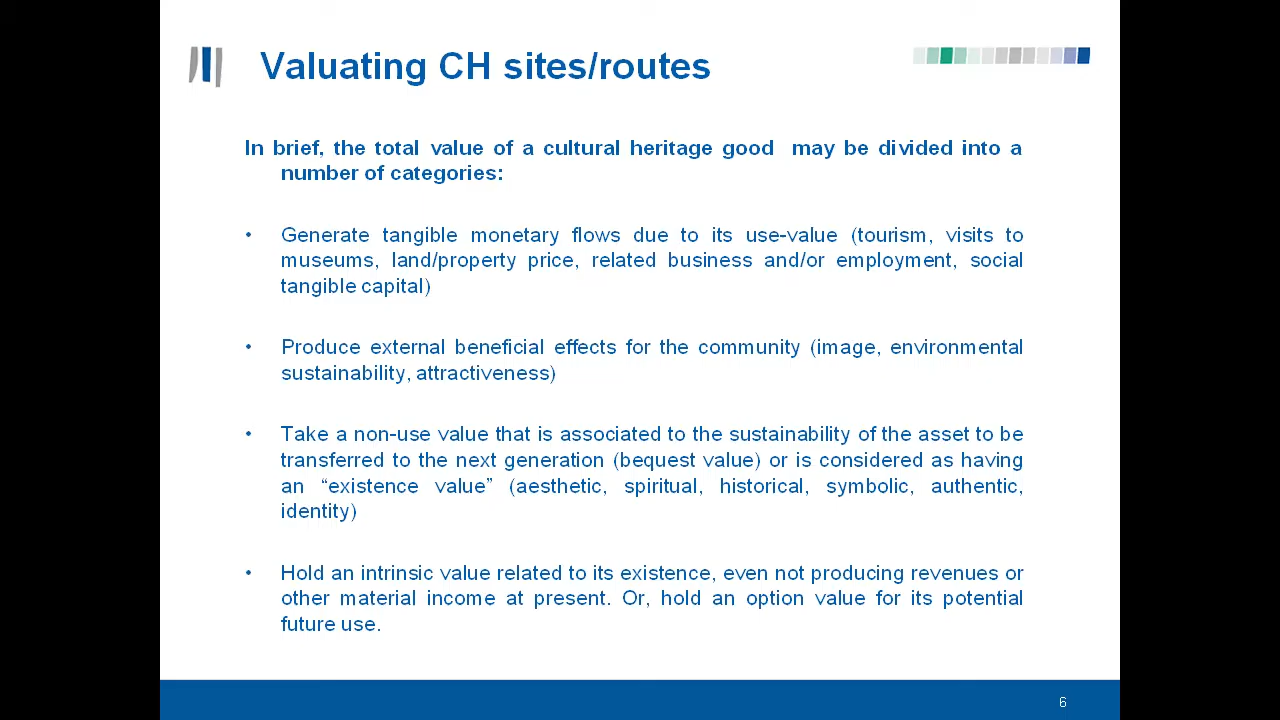 Valuating CH sites/routes
In brief, the total value of a cultural heritage good may be divided into a
number of categories:
• Generate tangible monetary flows due to its use-value (tourism, visits to
museums, land/property price, related business and/or employment, social
tangible capital)
• Produce external beneficial effects for the community (image, environmental
sustainability, attractiveness)
• Take a non-use value that is associated to the sustainability of the asset to be
transferred to the next generation (bequest value) or is considered as having
an “existence value” (aesthetic, spiritual, historical, symbolic, authentic,
identity)
• Hold an intrinsic value related to its existence, even not producing revenues or
other material income at present. Or, hold an option value for its potential
future use.
6